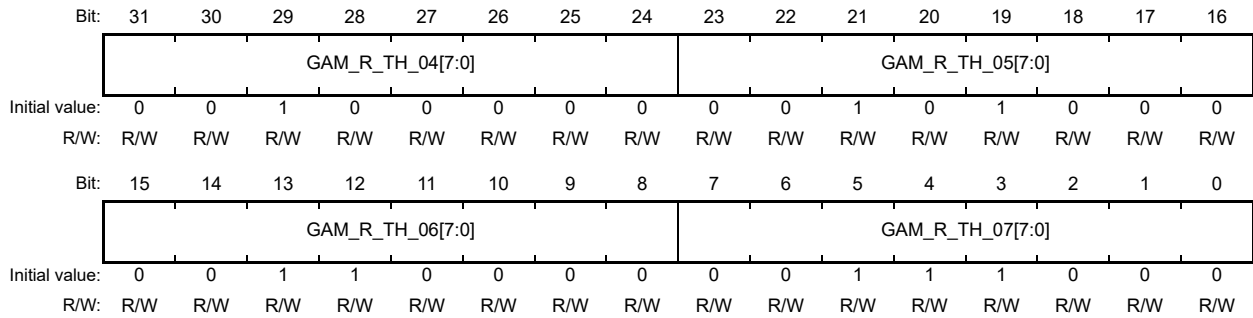 Bit: 31 30 29 28 27 26 25 24 23 22 21 20 19 18 17 16
GAM_R_TH_04[7:0] GAM_R_TH_05[7:0]
Initial value: 0 0 1 0 0 0 0 0 0 0 1 0 1 0 0 0
R/W: R/W R/W R/W R/W R/W R/W R/W R/W R/W R/W R/W R/W R/W R/W R/W R/W
Bit: 15 14 13 12 11 10 9 8 7 6 5 4 3 2 1 0
GAM_R_TH_06[7:0] GAM_R_TH_07[7:0]
Initial value: 0 0 1 1 0 0 0 0 0 0 1 1 1 0 0 0
R/W: R/W R/W R/W R/W R/W R/W R/W R/W R/W R/W R/W R/W R/W R/W R/W R/W